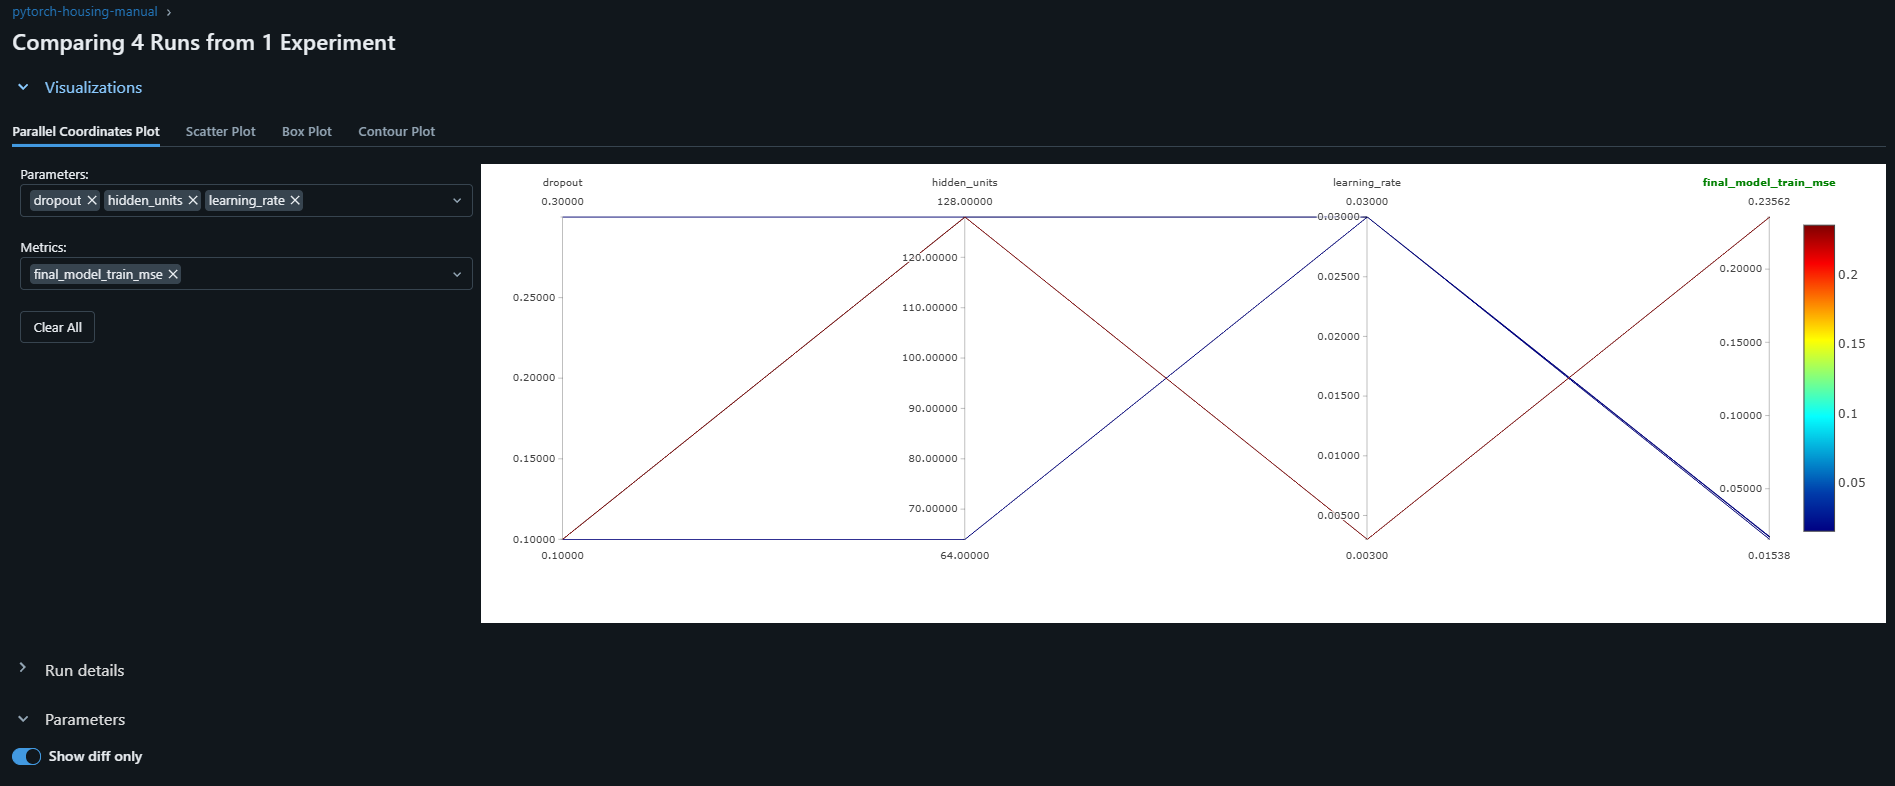 pytorch-housing-manual ›
Comparing 4 Runs from 1 Experiment
Visualizations
Parallel Coordinates Plot Scatter Plot Box Plot Contour Plot
Parameters:
dropout × hidden_units × learning_rate ×
Metrics:
final_model_train_mse ×
Clear All
dropout hidden_units learning_rate final_model_train_mse
0.30000 128.00000 0.03000 0.23562
0.03000
120.00000
0.20000
0.2
0.02500
0.25000
110.00000
0.02000
0.15000
0.15
100.00000
0.20000
0.01500
90.00000
0.10000
0.1
0.01000
0.15000
80.00000
0.05
0.05000
70.00000
0.00500
0.10000
0.10000 64.00000 0.00300 0.01538
Run details
Parameters
Show diff only